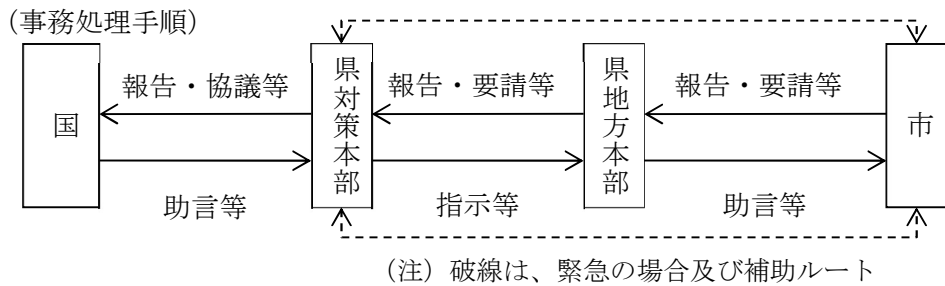 (事務処理手順)
報告・協議等 報告・要請等 報告・要請等
国 県対策本部 県地方本部 市
助言等 指示等 助言等
(注)破線は、緊急の場合及び補助ルート